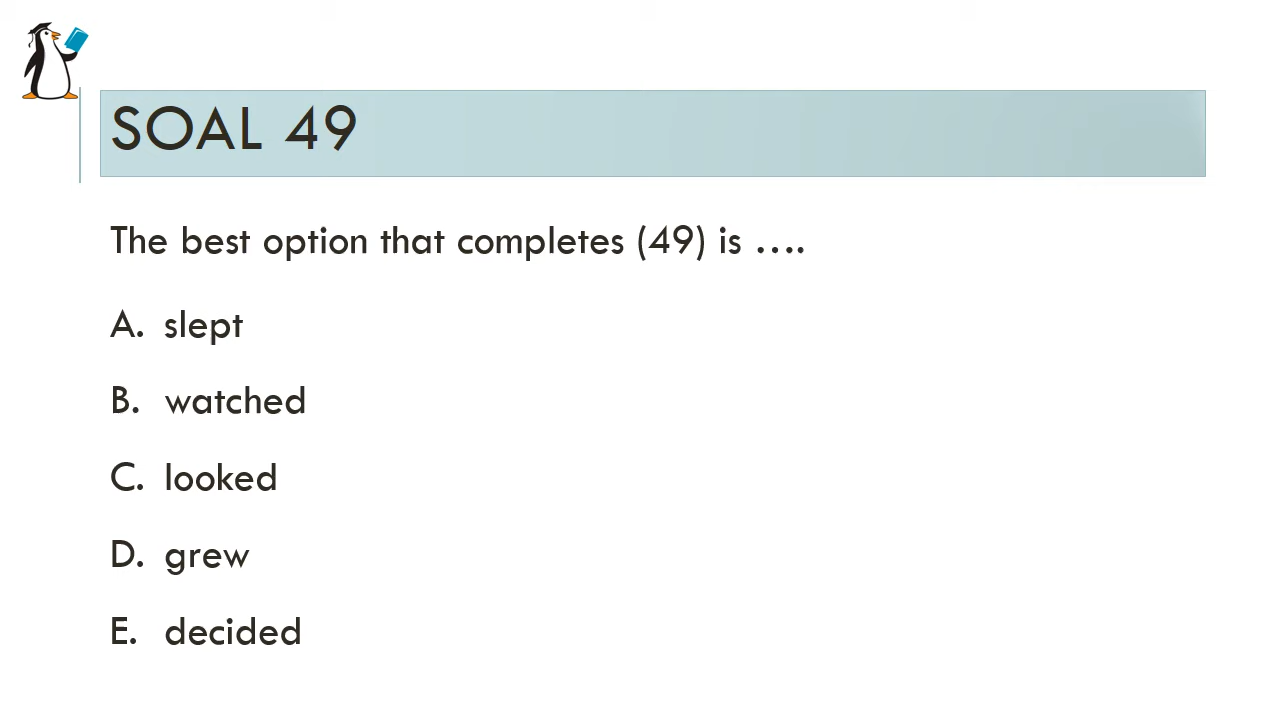 SOAL 49
The best option that completes (49) is ….
A. slept
B. watched
C. looked
D. grew
E. decided